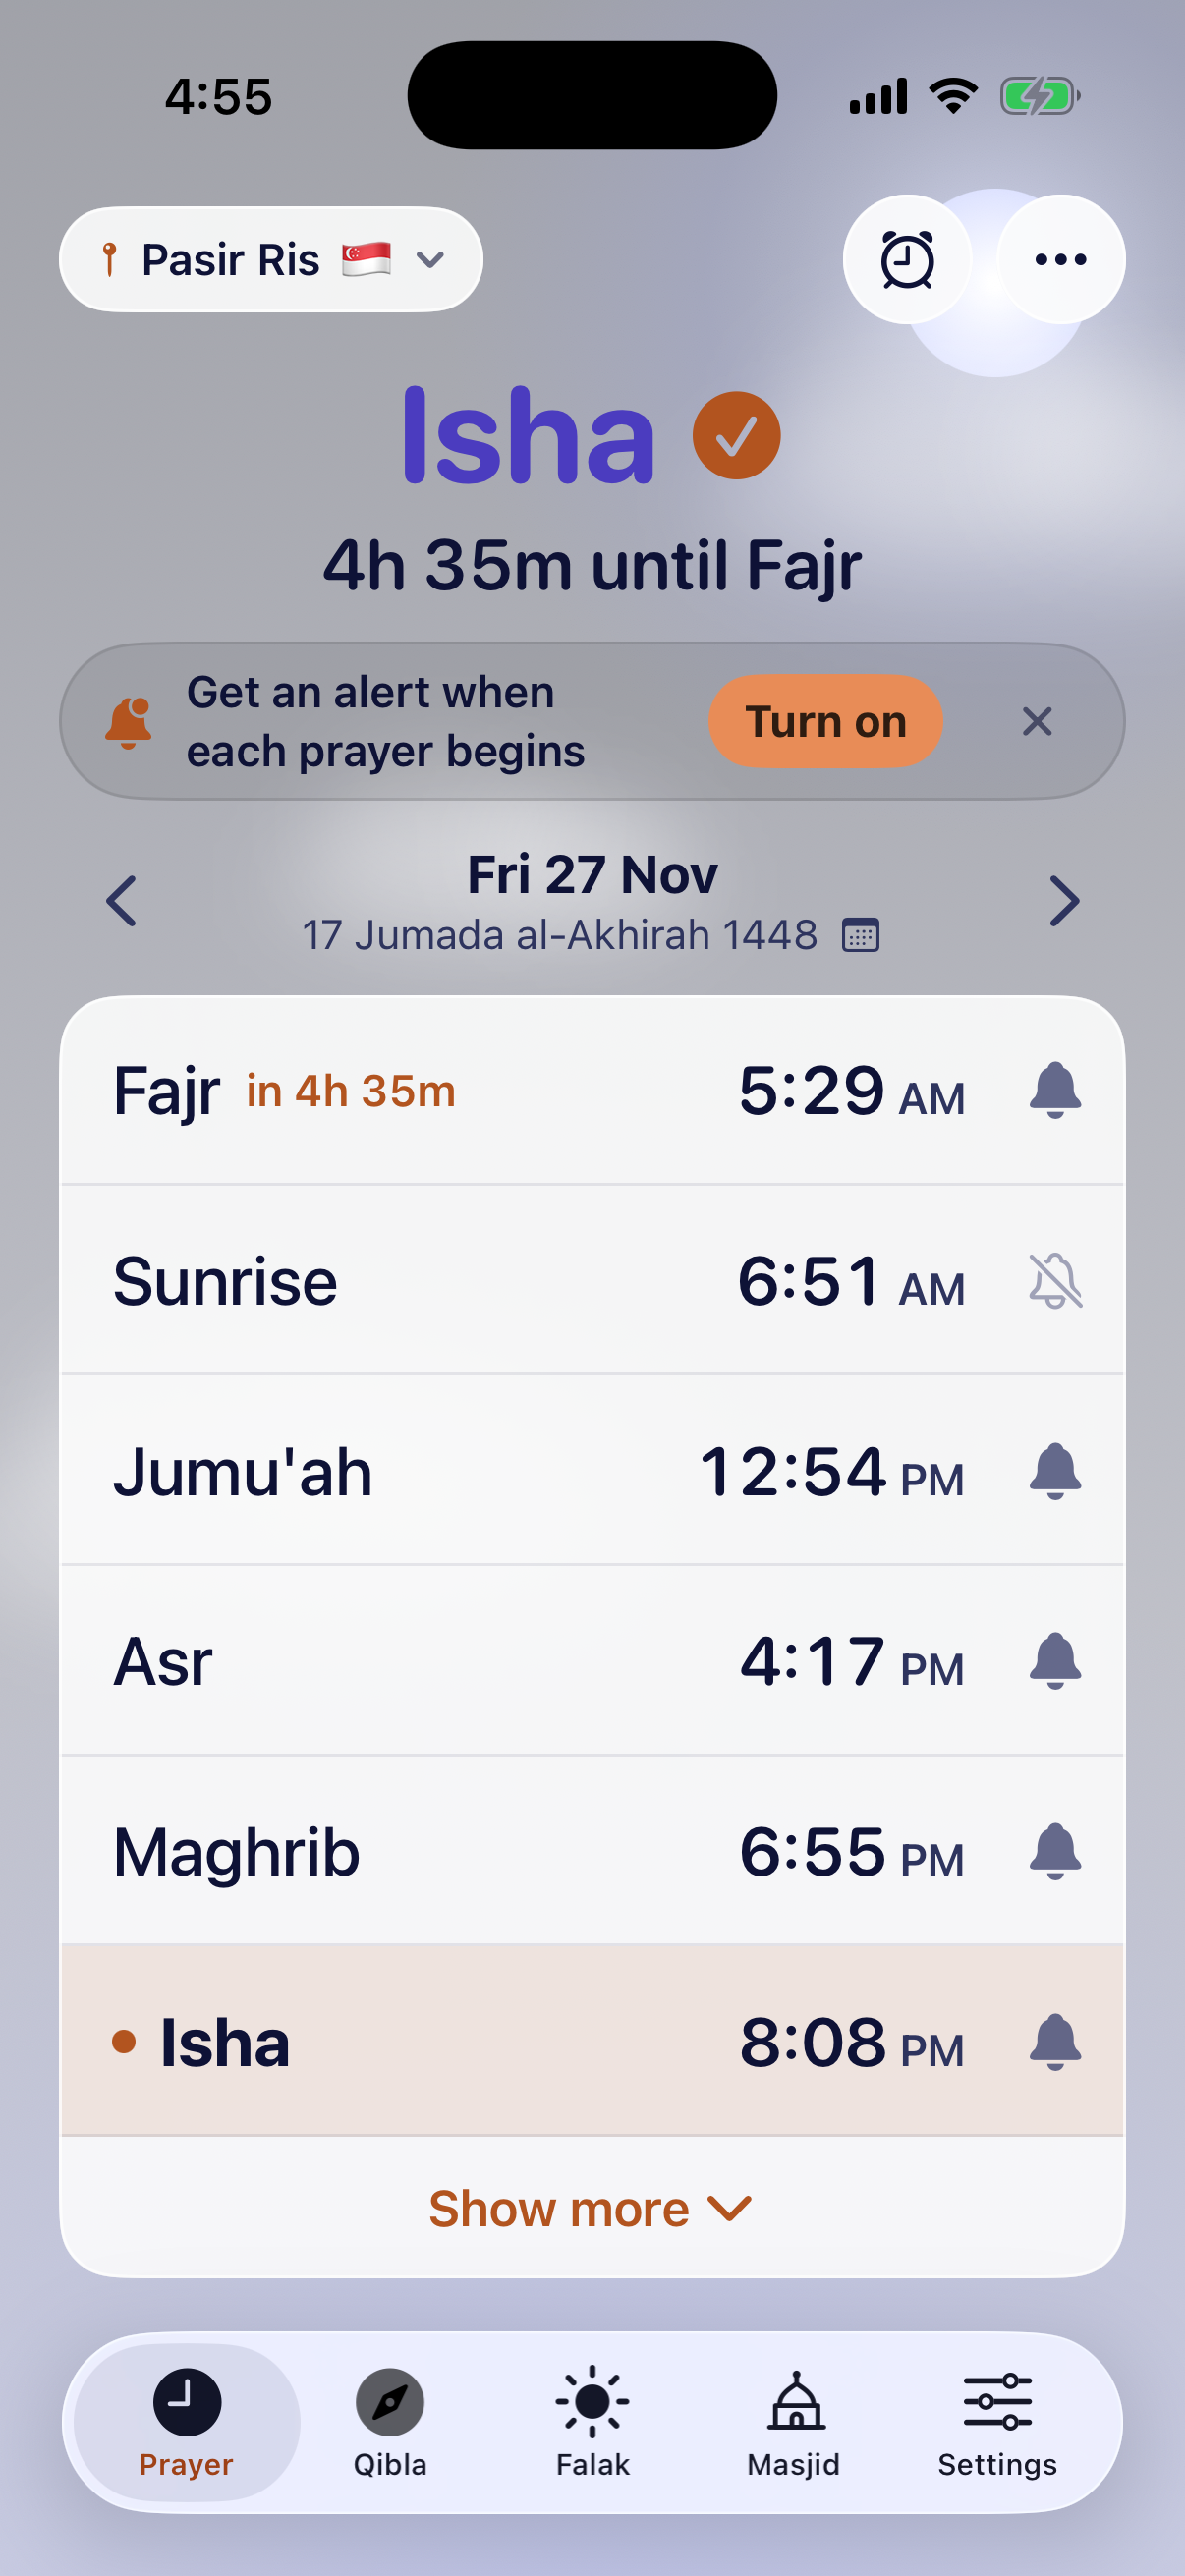 4:55
Pasir Ris
Isha
4h 35m until Fajr
Get an alert when
each prayer begins
Turn on
Fri 27 Nov
17 Jumada al-Akhirah 1448
Fajr in 4h 35m 5:29 AM
Sunrise 6:51 AM
Jumu'ah 12:54 PM
Asr 4:17 PM
Maghrib 6:55 PM
Isha 8:08 PM
Show more
Prayer Qibla Falak Masjid Settings